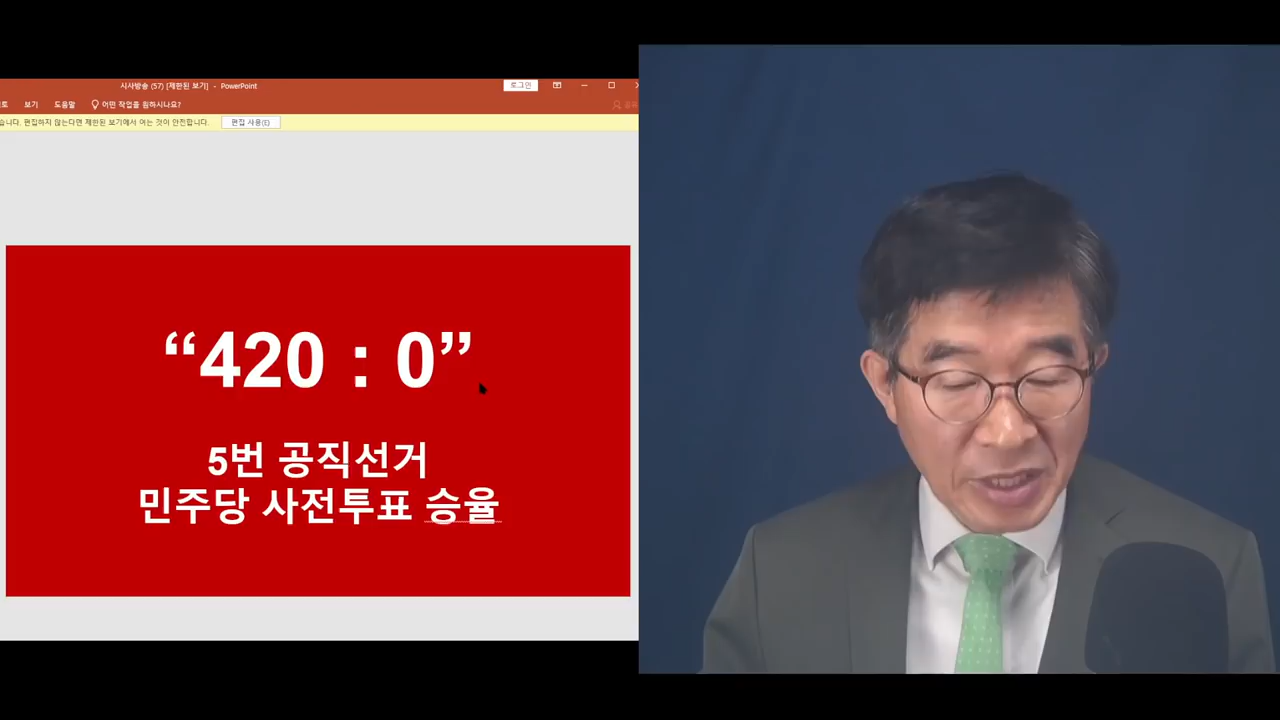 시사방송 (57) [제한된 보기] - PowerPoint
로그인
보기 도움말 어떤 작업을 원하시나요?
편집하지 않는다면 제한된 보기에서 여는 것이 안전합니다. 편집 사용(E)
“420 : 0”
5번 공직선거
민주당 사전투표 승율